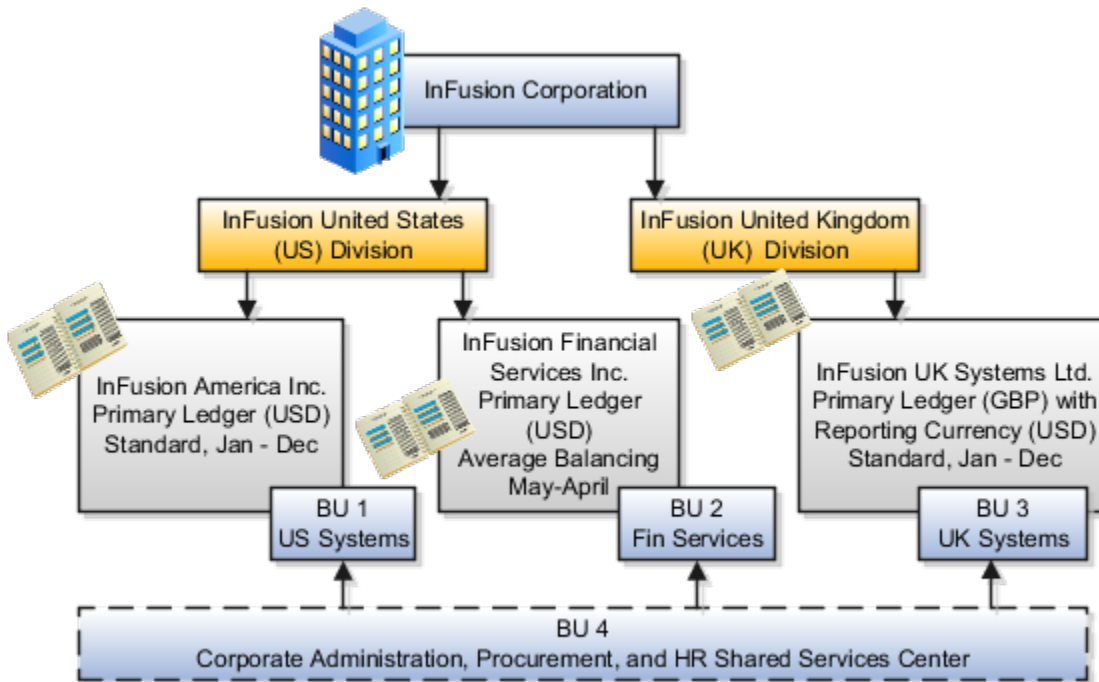 InFusion Corporation
InFusion United States
(US) Division
InFusion United Kingdom
(UK) Division
InFusion America Inc.
Primary Ledger (USD)
Standard, Jan - Dec
InFusion Financial
Services Inc.
Primary Ledger
(USD)
Average Balancing
May-April
InFusion UK Systems Ltd.
Primary Ledger (GBP) with
Reporting Currency (USD)
Standard, Jan - Dec
BU 1
US Systems
BU 2
Fin Services
BU 3
UK Systems
BU 4
Corporate Administration, Procurement, and HR Shared Services Center